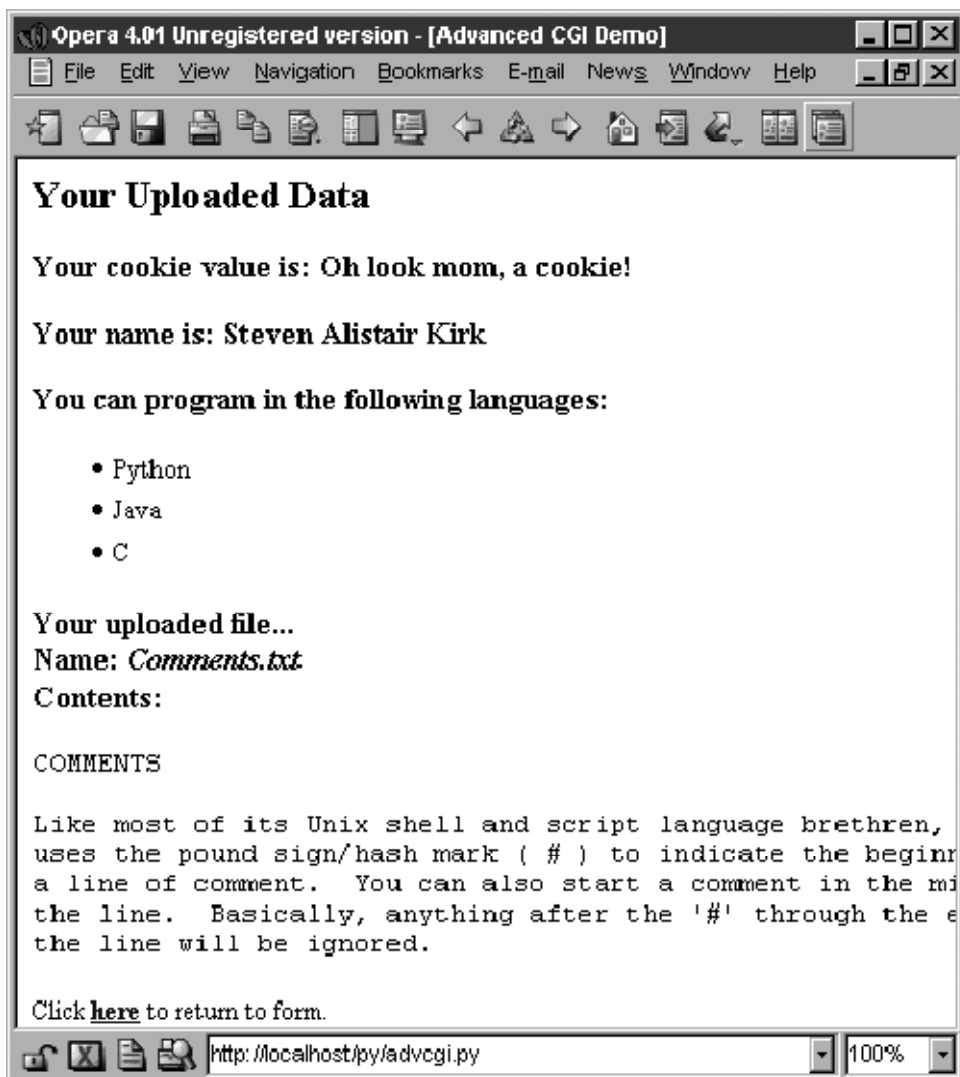 Opera 4.01 Unregistered version - [Advanced CGI Demo]
File Edit View Navigation Bookmarks E-mail News Window Help
Your Uploaded Data
Your cookie value is: Oh look mom, a cookie!
Your name is: Steven Alistair Kirk
You can program in the following languages:
• Python
• Java
• C
Your uploaded file...
Name: Comments.txt
Contents:
COMMENTS
Like most of its Unix shell and script language brethren,
uses the pound sign/hash mark ( # ) to indicate the
a line of comment.  You can also start a comment in the
the line.  Basically, anything after the '#' through the
the line will be ignored.
Click here to return to form.
http://localhost/py/advcgi.py 100%